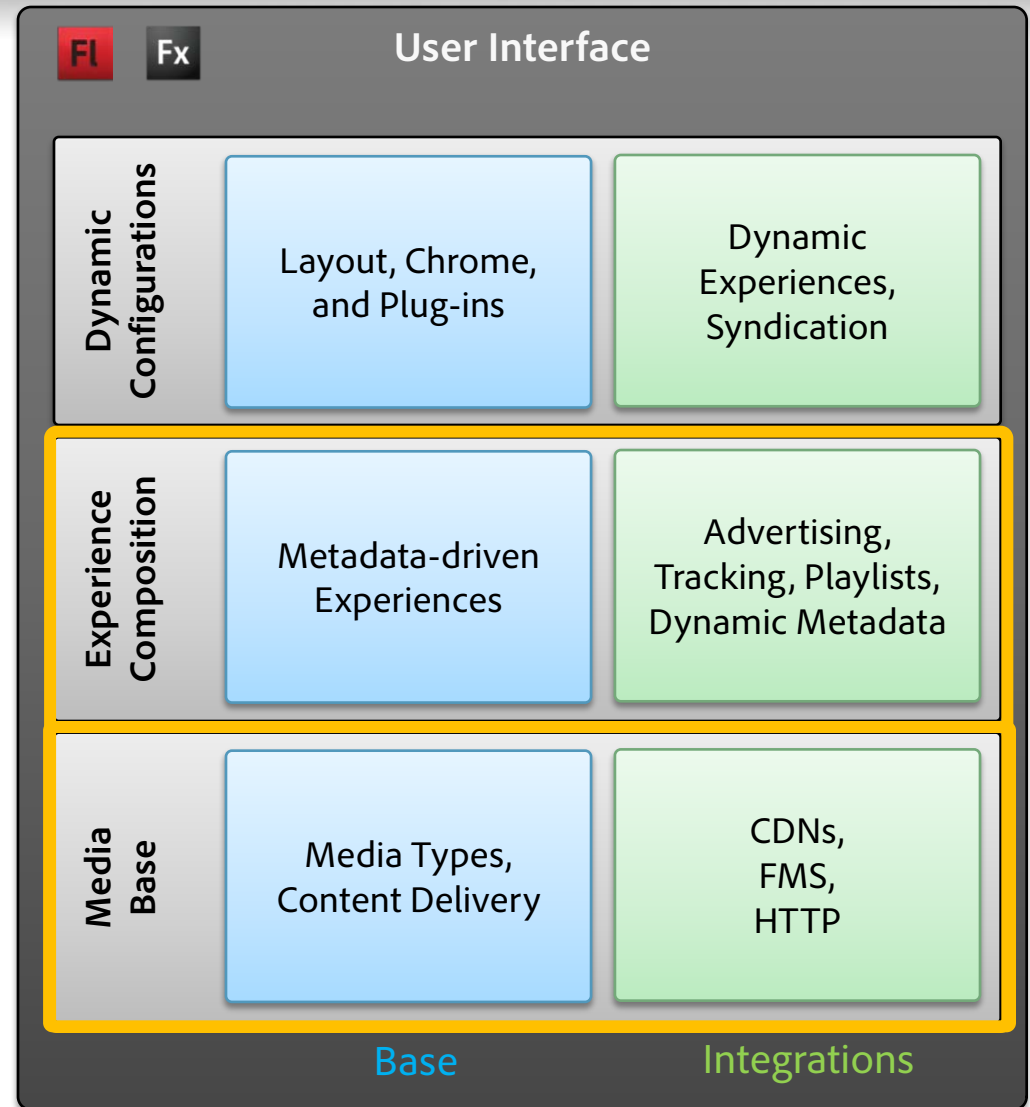 Fl Fx User Interface
Dynamic
Configurations
Layout, Chrome,
and Plug-ins
Dynamic
Experiences,
Syndication
Experience
Composition
Metadata-driven
Experiences
Advertising,
Tracking, Playlists,
Dynamic Metadata
Media
Base
Media Types,
Content Delivery
CDNs,
FMS,
HTTP
Base Integrations